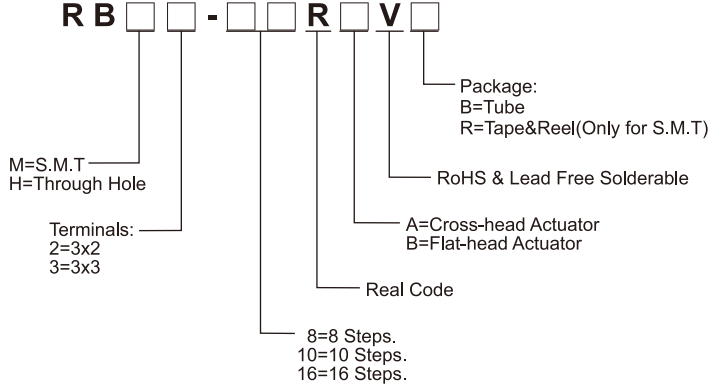 RB□□-□□R□V□
Package:
B=Tube
R=Tape&Reel(Only for S.M.T)
M=S.M.T
H=Through Hole
RoHS & Lead Free Solderable
Terminals:
2=3x2
3=3x3
A=Cross-head Actuator
B=Flat-head Actuator
Real Code
8=8 Steps.
10=10 Steps.
16=16 Steps.